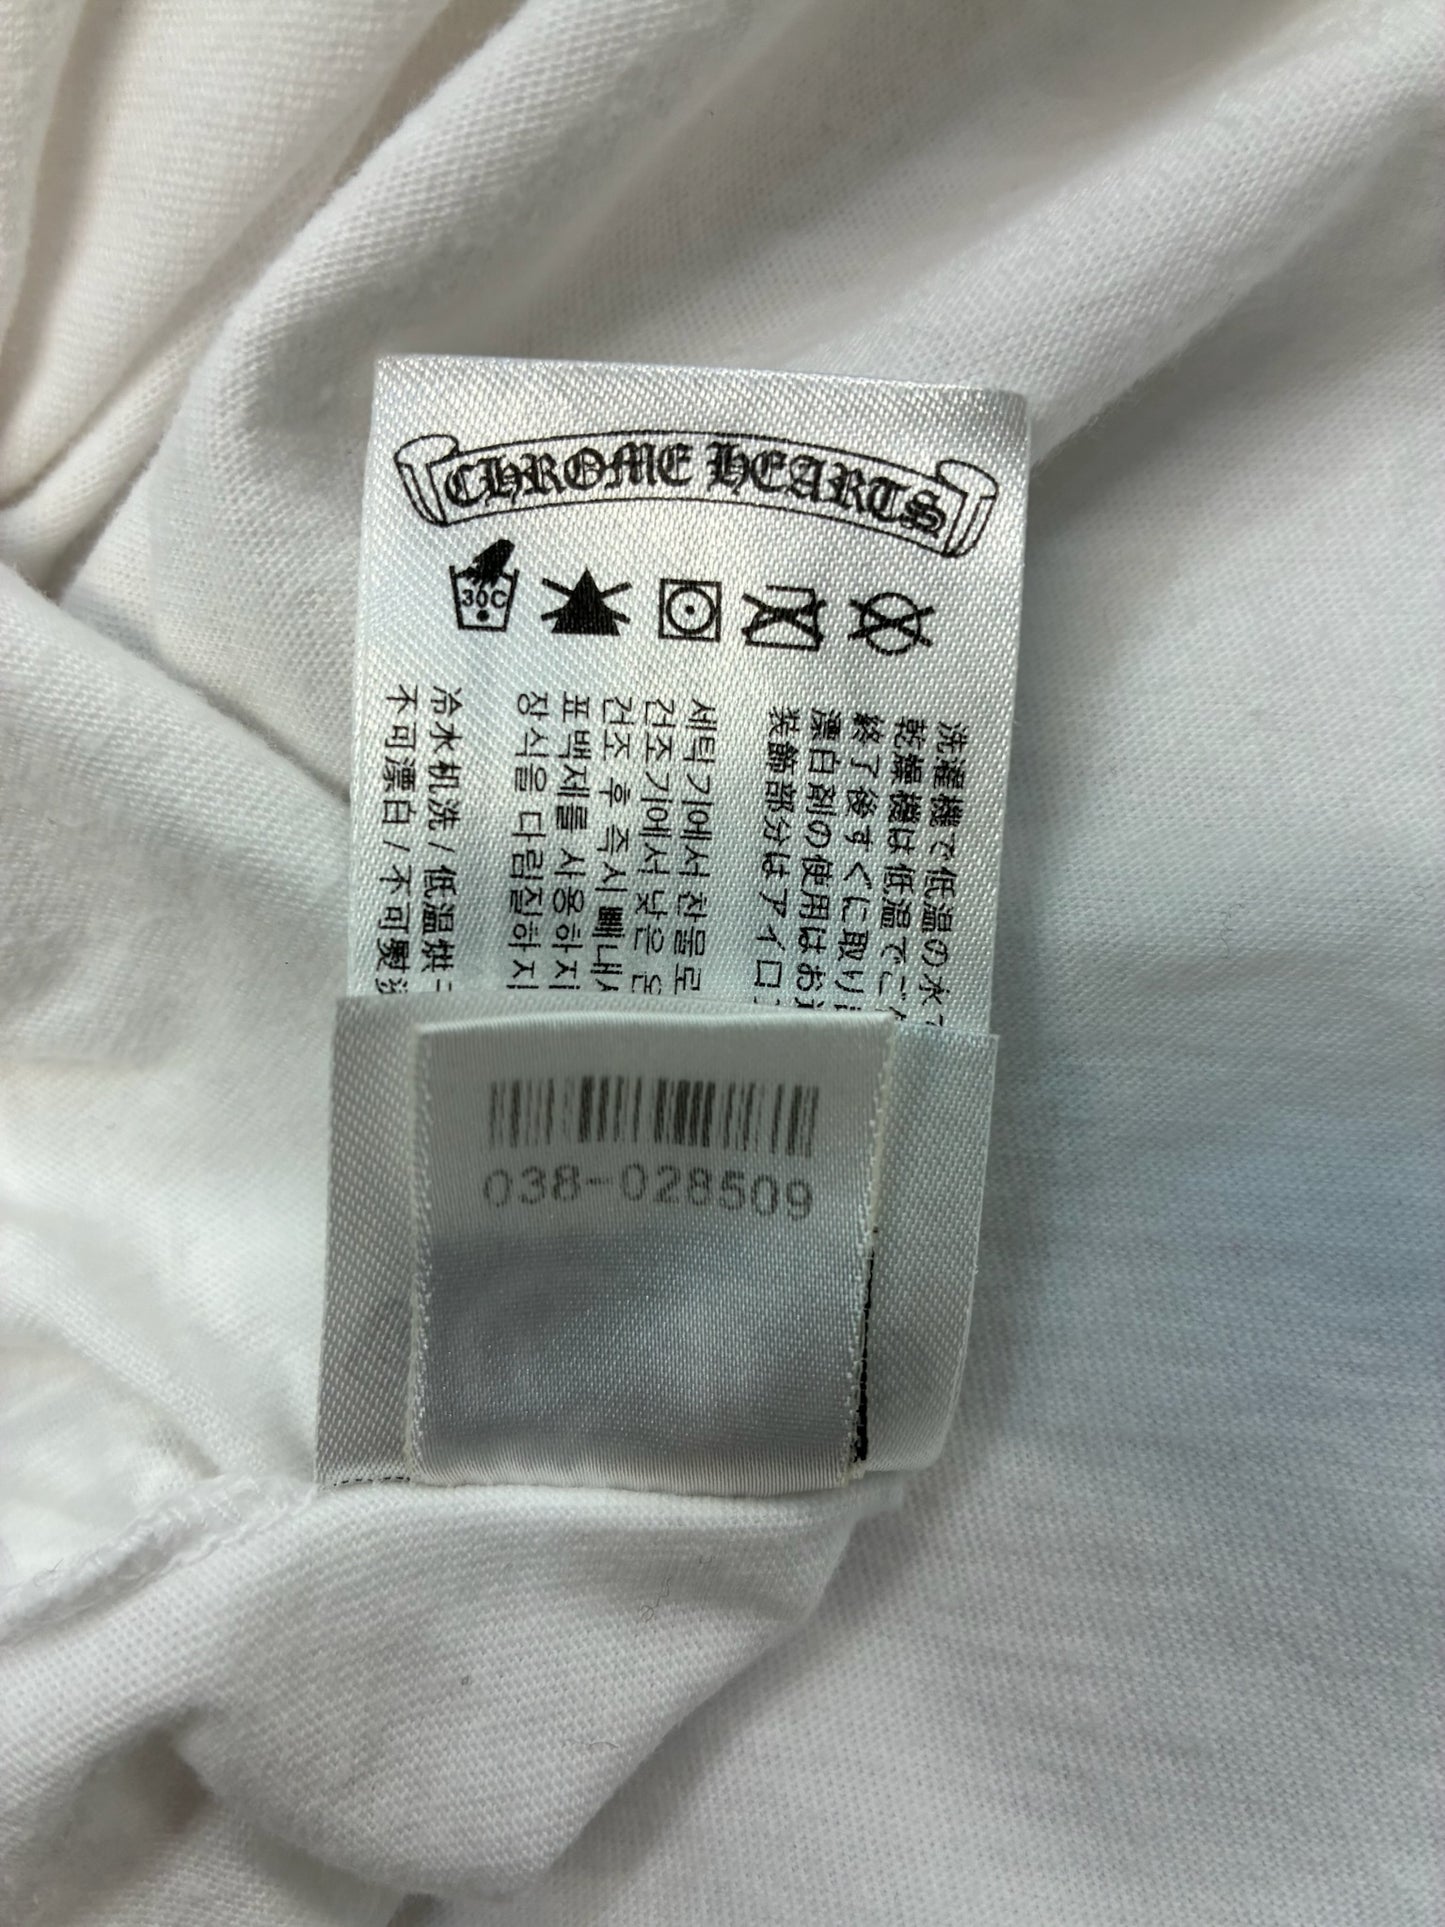 CHROME HEARTS
30C
洗濯機で低温の水で
乾燥機は低温でご
終了後すぐに取り
漂白剤の使用はお
装飾部分はアイロ
세탁기에서 찬물로
건조기에서 낮은 온
건조 후 즉시 빼내
표백제를 사용하지
장식을 다림질하지
冷水机洗 / 低温烘
不可漂白 / 不可熨
038-028509